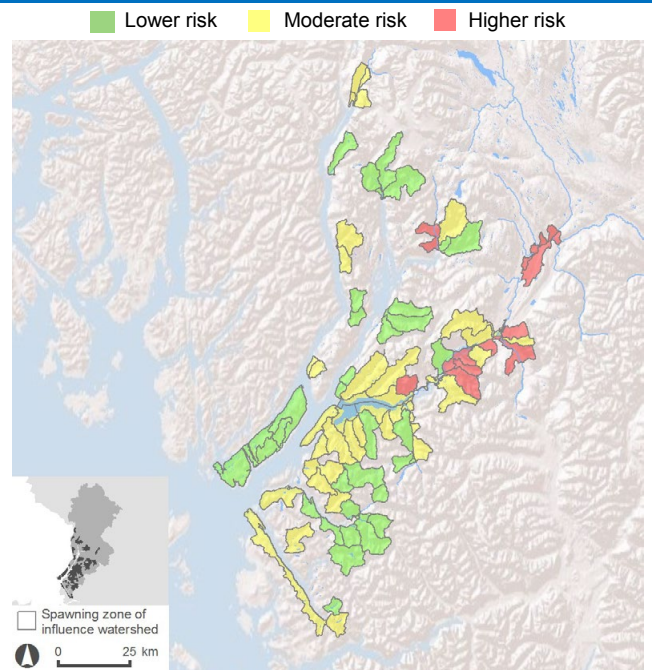 Lower risk Moderate risk Higher risk
Spawning zone of
influence watershed
0 25 km